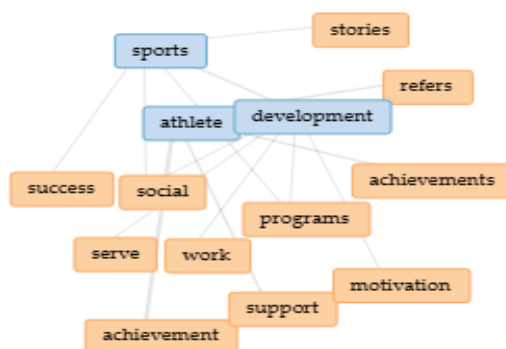 stories
sports
refers
development
athlete
achievements
success
social
programs
serve
work
motivation
support
achievement